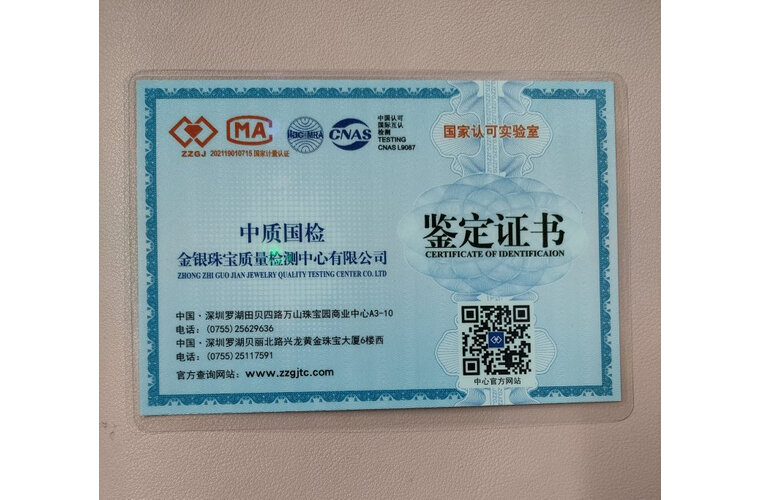 ZZGJ
MA
202119010715 国家计量认证
CNAS
中国认可
国际互认
检测
TESTING
CNAS L9087
国家认可实验室
中质国检
金银珠宝质量检测中心有限公司
ZHONG ZHI GUO JIAN JEWELRY QUALITY TESTING CENTER CO. LTD
鉴定证书
CERTIFICATE OF IDENTIFICAION
中国·深圳罗湖田贝四路万山珠宝园商业中心A3-10
电话：(0755)25629636
中国·深圳罗湖贝丽北路兴龙黄金珠宝大厦6楼西
电话：(0755)25117591
官方查询网站：www.zzgjtc.com
中心官方网站